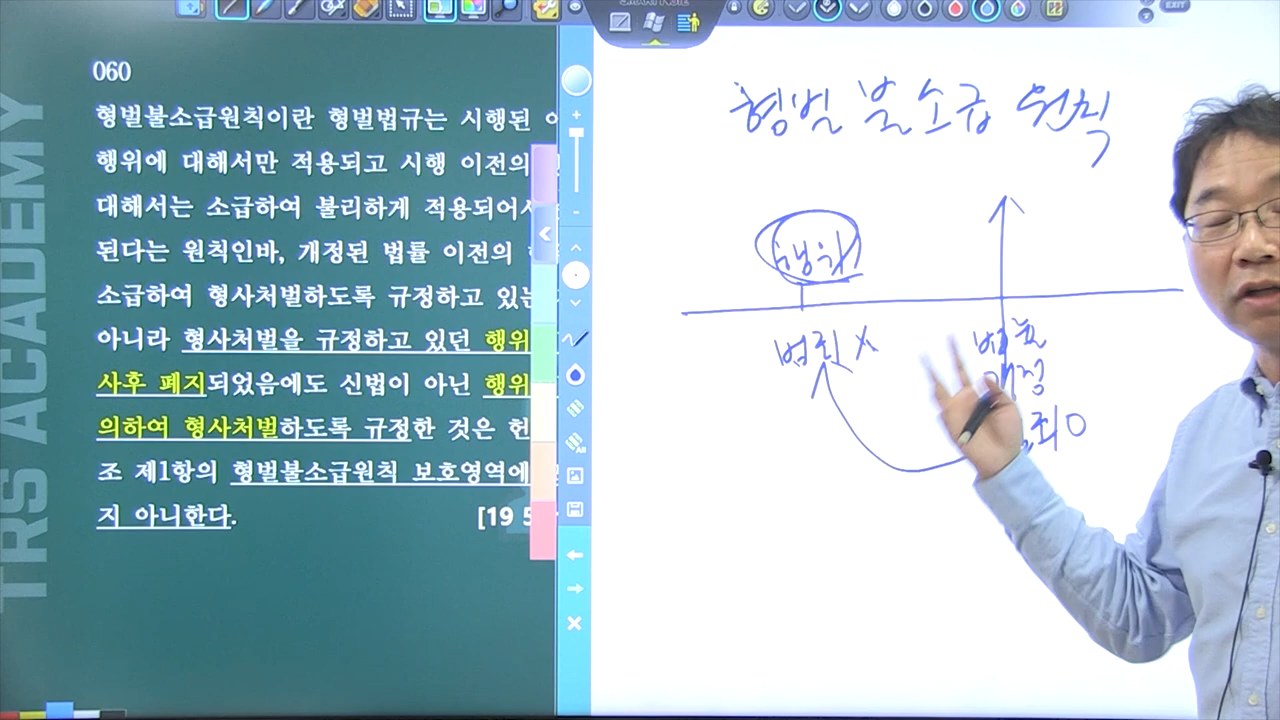 SMART NOTE
EXIT
TRS ACADEMY
060
형벌불소급원칙이란 형벌법규는 시행된 이
행위에 대해서만 적용되고 시행 이전의
대해서는 소급하여 불리하게 적용되어서
된다는 원칙인바, 개정된 법률 이전의
소급하여 형사처벌하도록 규정하고 있는
아니라 형사처벌을 규정하고 있던 행위
사후 폐지되었음에도 신법이 아닌 행위
의하여 형사처벌하도록 규정한 것은 헌
조 제1항의 형벌불소급원칙 보호영역에
지 아니한다.
[19 5
형벌 불소급 원칙
행위
범죄 X
법률
개정
죄 O
All